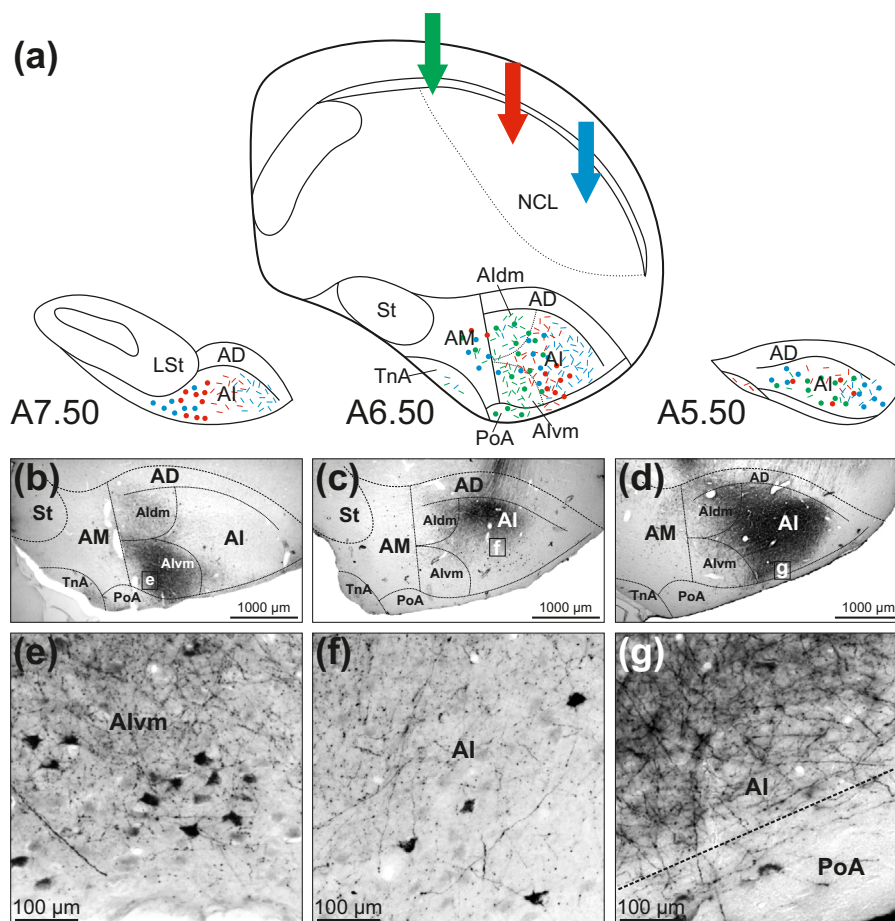 (a)
NCL
AIdm
AD
St
AM
AI
TnA
PoA
AIvm
LSt
AD
AI
A7.50
A6.50
AD
AI
A5.50
(b)
AD
St
AIdm
AM
AI
AIvm
e
TnA
PoA
1000 µm
(c)
AD
St
AIdm
AI
AM
f
AIvm
TnA
PoA
1000 µm
(d)
AD
AIdm
AI
AM
AIvm
g
TnA
PoA
1000 µm
(e)
AIvm
100 µm
(f)
AI
100 µm
(g)
AI
PoA
100 µm